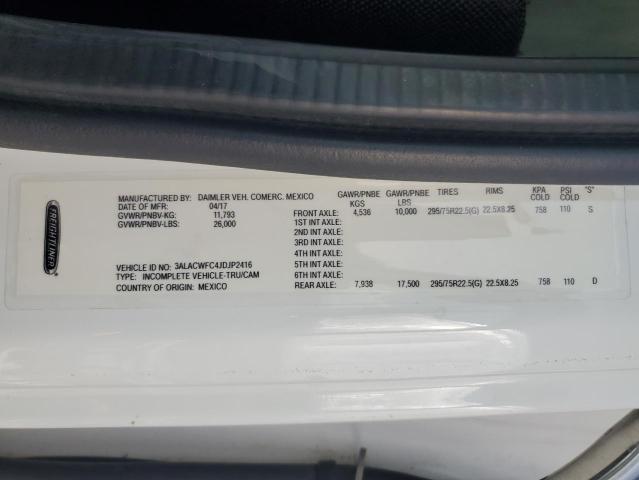 FREIGHTLINER
MANUFACTURED BY: DAIMLER VEH. COMERC. MEXICO
DATE OF MFR: 04/17
GVWR/PNBV-KG: 11,793
GVWR/PNBV-LBS: 26,000
VEHICLE ID NO: 3ALACWFC4JDJP2416
TYPE: INCOMPLETE VEHICLE-TRU/CAM
COUNTRY OF ORIGIN: MEXICO
GAWR/PNBE KGS GAWR/PNBE LBS TIRES RIMS KPA COLD PSI COLD "S"
FRONT AXLE: 4,536 10,000 295/75R22.5(G) 22.5X8.25 758 110 S
1ST INT AXLE:
2ND INT AXLE:
3RD INT AXLE:
4TH INT AXLE:
5TH INT AXLE:
6TH INT AXLE:
REAR AXLE: 7,938 17,500 295/75R22.5(G) 22.5X8.25 758 110 D